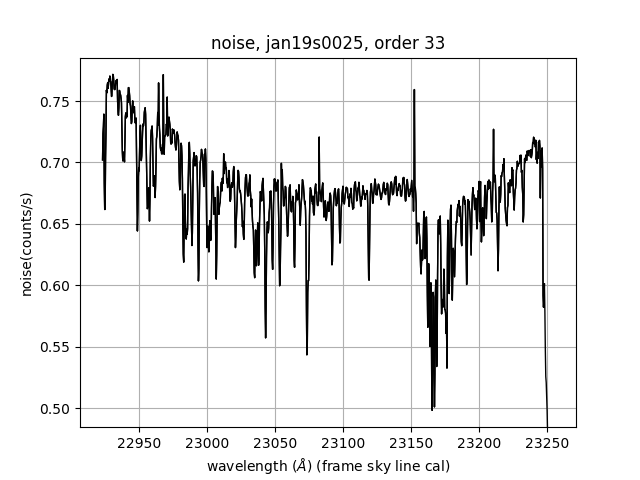 noise, jan19s0025, order 33
noise(counts/s)
0.75
0.70
0.65
0.60
0.55
0.50
22950 23000 23050 23100 23150 23200 23250
wavelength (Å) (frame sky line cal)